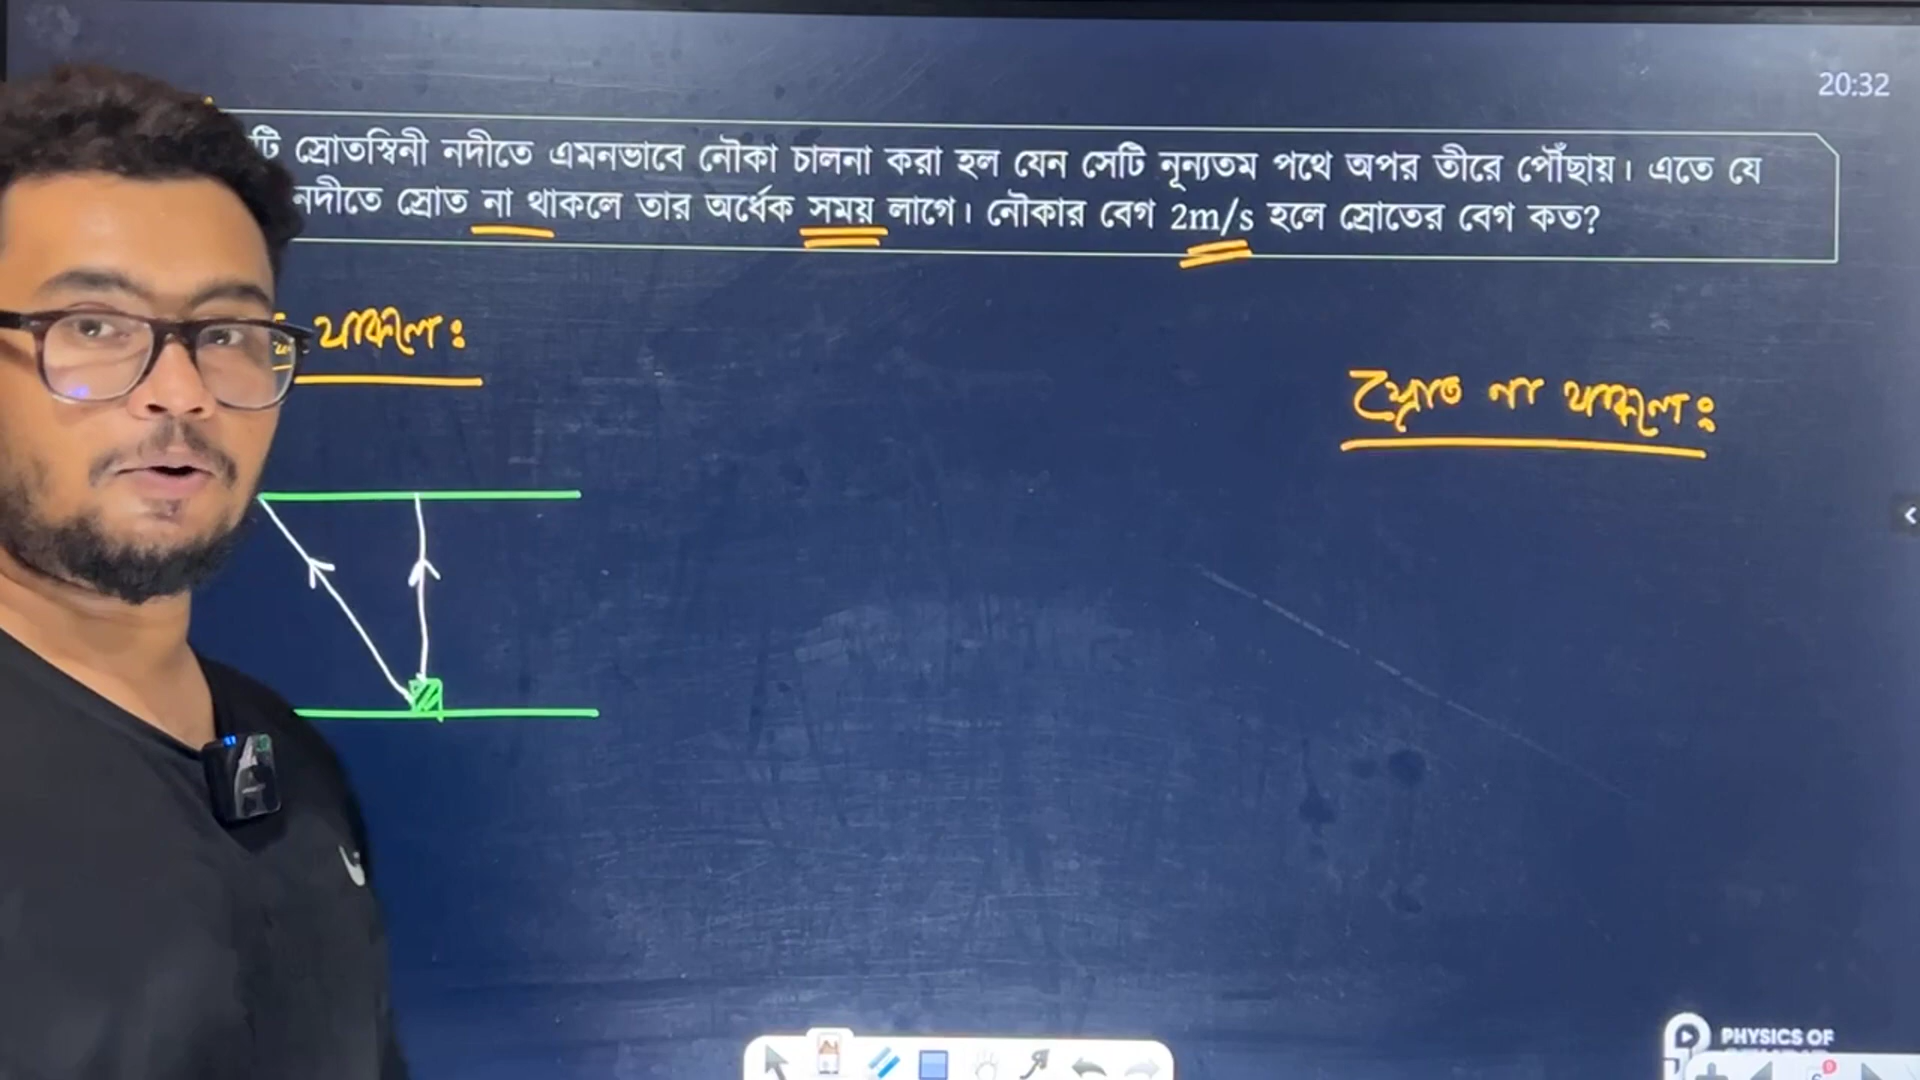 20:32
টি স্রোতস্বিনী নদীতে এমনভাবে নৌকা চালনা করা হল যেন সেটি নূন্যতম পথে অপর তীরে পৌঁছায়। এতে যে
নদীতে স্রোত না থাকলে তার অর্ধেক সময় লাগে। নৌকার বেগ 2m/s হলে স্রোতের বেগ কত?
থাকলে:
স্রোত না থাকলে:
PHYSICS OF